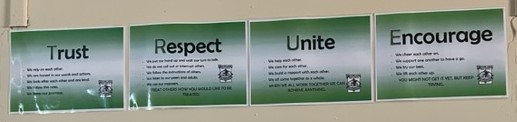 Trust
We rely on each other.
We are honest in our words and actions.
We look after each other and are kind.
We follow the rules.
Respect
We put our hand up and wait our turn to talk.
We do not call out or interrupt others.
We follow the instructions of others.
We listen to our peers and adults.
TREAT OTHERS HOW YOU WOULD LIKE TO BE
TREATED.
Unite
We help each other.
We care for each other.
We build a rapport with each other.
We all come together as a whole.
WHEN WE ALL WORK TOGETHER WE CAN
ACHIEVE ANYTHING.
Encourage
We cheer each other on.
We support one another to have a go.
We try our best.
We lift each other up.
YOU MIGHT NOT GET IT YET, BUT KEEP
TRYING.